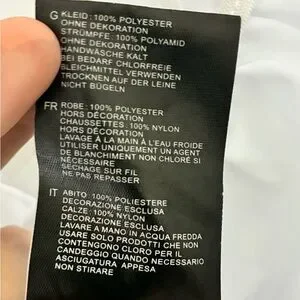 G KLEID: 100% POLYESTER
OHNE DEKORATION
STRÜMPFE: 100% POLYAMID
OHNE DEKORATION
HANDWÄSCHE KALT
BEI BEDARF CHLORFREIE
BLEICHMITTEL VERWENDEN
TROCKNEN AUF DER LEINE
NICHT BÜGELN
FR ROBE: 100% POLYESTER
HORS DÉCORATION
CHAUSSETTES: 100% NYLON
HORS DÉCORATION
LAVAGE À LA MAIN À L'EAU FROIDE
UTILISER UNIQUEMENT UN AGENT
DE BLANCHIMENT NON CHLORÉ SI
NÉCESSAIRE
SÉCHAGE SUR FIL
NE PAS REPASSER
IT ABITO: 100% POLIESTERE
DECORAZIONE ESCLUSA
CALZE: 100% NYLON
DECORAZIONE ESCLUSA
LAVARE A MANO IN ACQUA FREDDA
USARE SOLO PRODOTTI CHE NON
CONTENGONO CLORO PER IL
CANDEGGIO QUANDO NECESSARIO
ASCIUGATURA APPESA
NON STIRARE